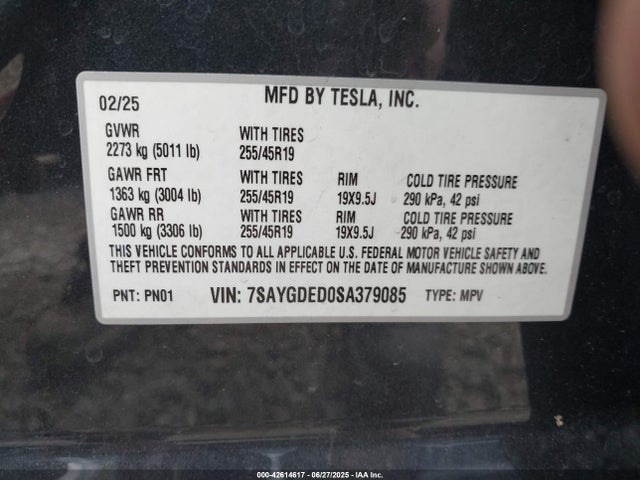 02/25 MFD BY TESLA, INC.
GVWR WITH TIRES
2273 kg (5011 lb) 255/45R19
GAWR FRT WITH TIRES RIM COLD TIRE PRESSURE
1363 kg (3004 lb) 255/45R19 19X9.5J 290 kPa, 42 psi
GAWR RR WITH TIRES RIM COLD TIRE PRESSURE
1500 kg (3306 lb) 255/45R19 19X9.5J 290 kPa, 42 psi
THIS VEHICLE CONFORMS TO ALL APPLICABLE U.S. FEDERAL MOTOR VEHICLE SAFETY AND
THEFT PREVENTION STANDARDS IN EFFECT ON THE DATE OF MANUFACTURE SHOWN ABOVE.
PNT: PN01 VIN: 7SAYGDED0SA379085 TYPE: MPV
000-42614617 - 06/27/2025 - IAA Inc.